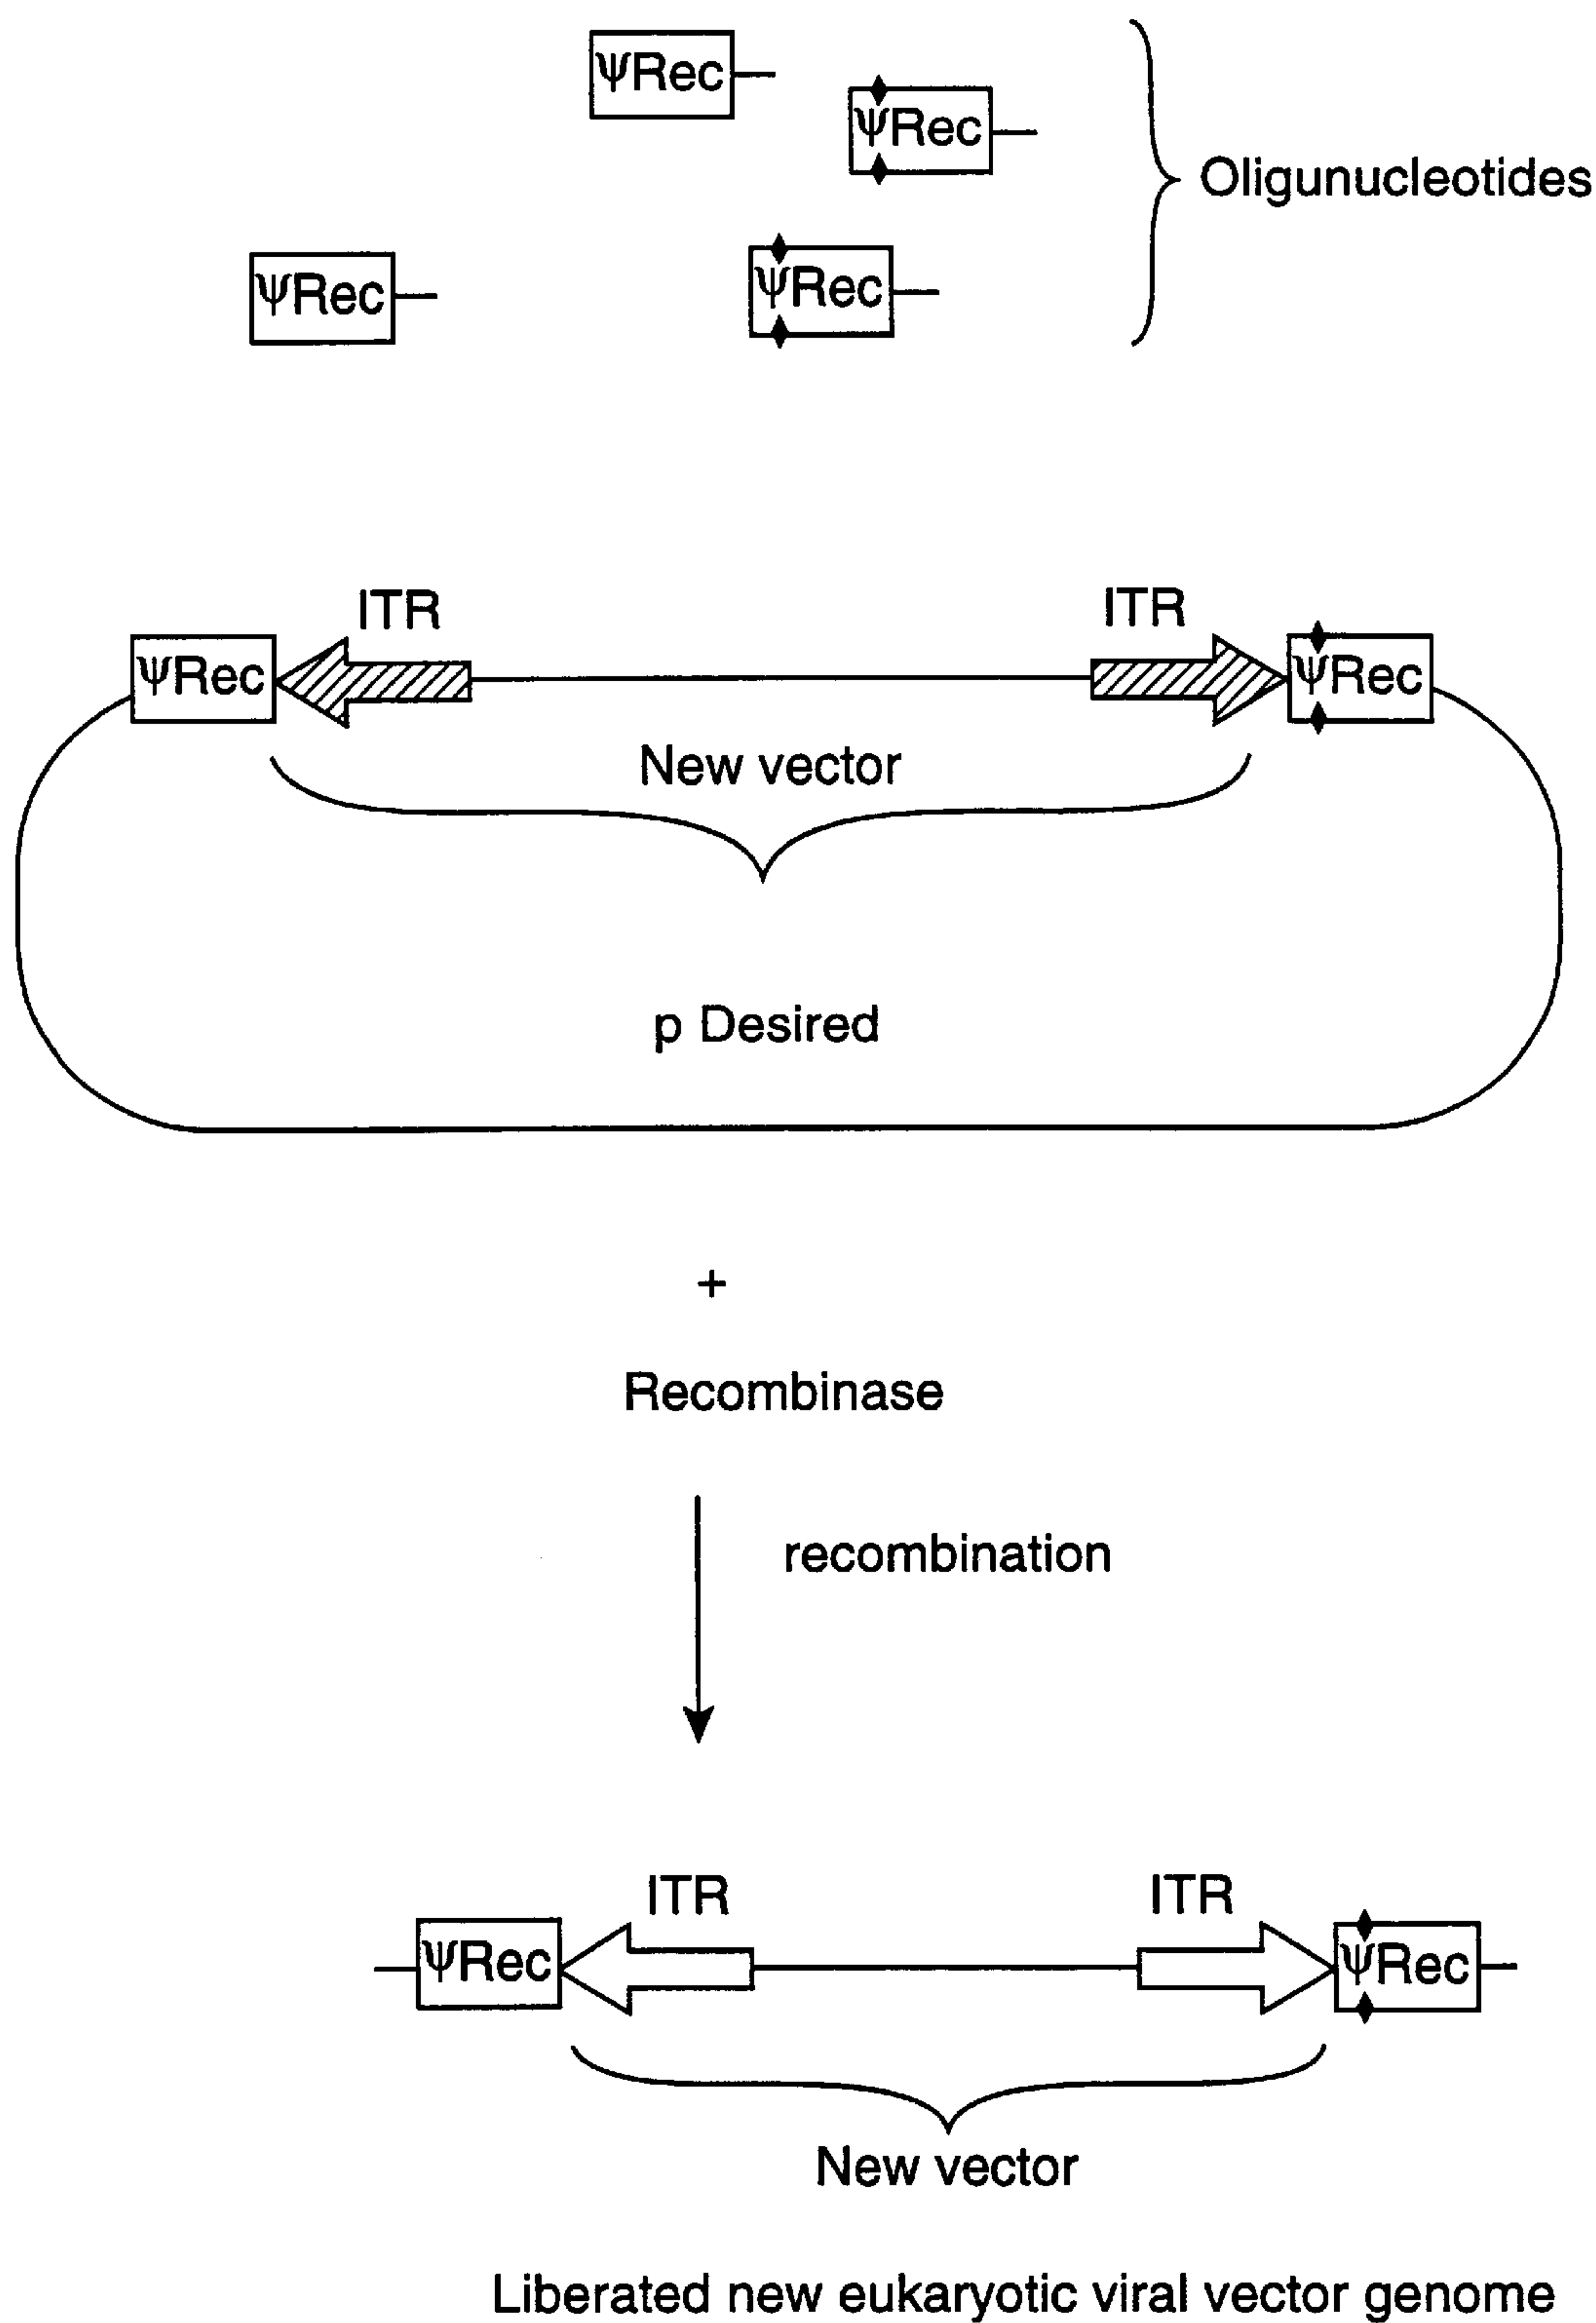 ψRec
ψRec
Oligunucleotides
ψRec
ψRec
ITR
ITR
ψRec
ψRec
New vector
p Desired
+
Recombinase
recombination
ITR
ITR
ψRec
ψRec
New vector
Liberated new eukaryotic viral vector genome